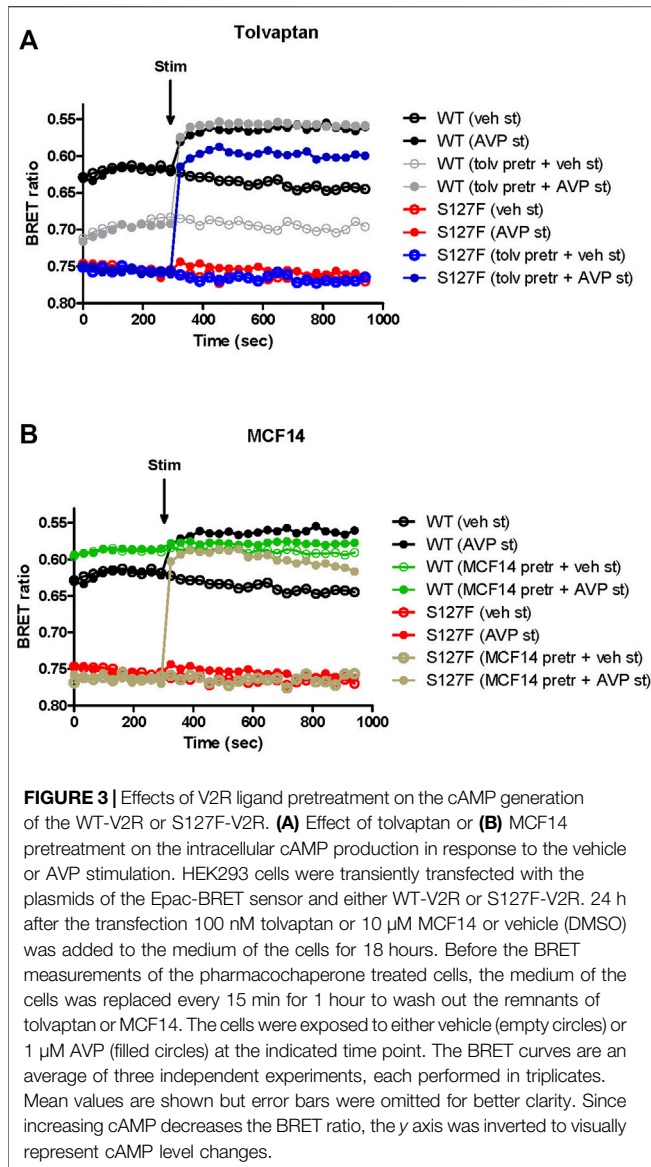 A
Tolvaptan
Stim
BRET ratio
0.55
0.60
0.65
0.70
0.75
0.80
0 200 400 600 800 1000
Time (sec)
WT (veh st)
WT (AVP st)
WT (tolv pretr + veh st)
WT (tolv pretr + AVP st)
S127F (veh st)
S127F (AVP st)
S127F (tolv pretr + veh st)
S127F (tolv pretr + AVP st)
B
MCF14
Stim
BRET ratio
0.55
0.60
0.65
0.70
0.75
0.80
0 200 400 600 800 1000
Time (sec)
WT (veh st)
WT (AVP st)
WT (MCF14 pretr + veh st)
WT (MCF14 pretr + AVP st)
S127F (veh st)
S127F (AVP st)
S127F (MCF14 pretr + veh st)
S127F (MCF14 pretr + AVP st)
FIGURE 3 | Effects of V2R ligand pretreatment on the cAMP generation
of the WT-V2R or S127F-V2R. (A) Effect of tolvaptan or (B) MCF14
pretreatment on the intracellular cAMP production in response to the vehicle
or AVP stimulation. HEK293 cells were transiently transfected with the
plasmids of the Epac-BRET sensor and either WT-V2R or S127F-V2R. 24 h
after the transfection 100 nM tolvaptan or 10 µM MCF14 or vehicle (DMSO)
was added to the medium of the cells for 18 hours. Before the BRET
measurements of the pharmacochaperone treated cells, the medium of the
cells was replaced every 15 min for 1 hour to wash out the remnants of
tolvaptan or MCF14. The cells were exposed to either vehicle (empty circles) or
1 µM AVP (filled circles) at the indicated time point. The BRET curves are an
average of three independent experiments, each performed in triplicates.
Mean values are shown but error bars were omitted for better clarity. Since
increasing cAMP decreases the BRET ratio, the y axis was inverted to visually
represent cAMP level changes.